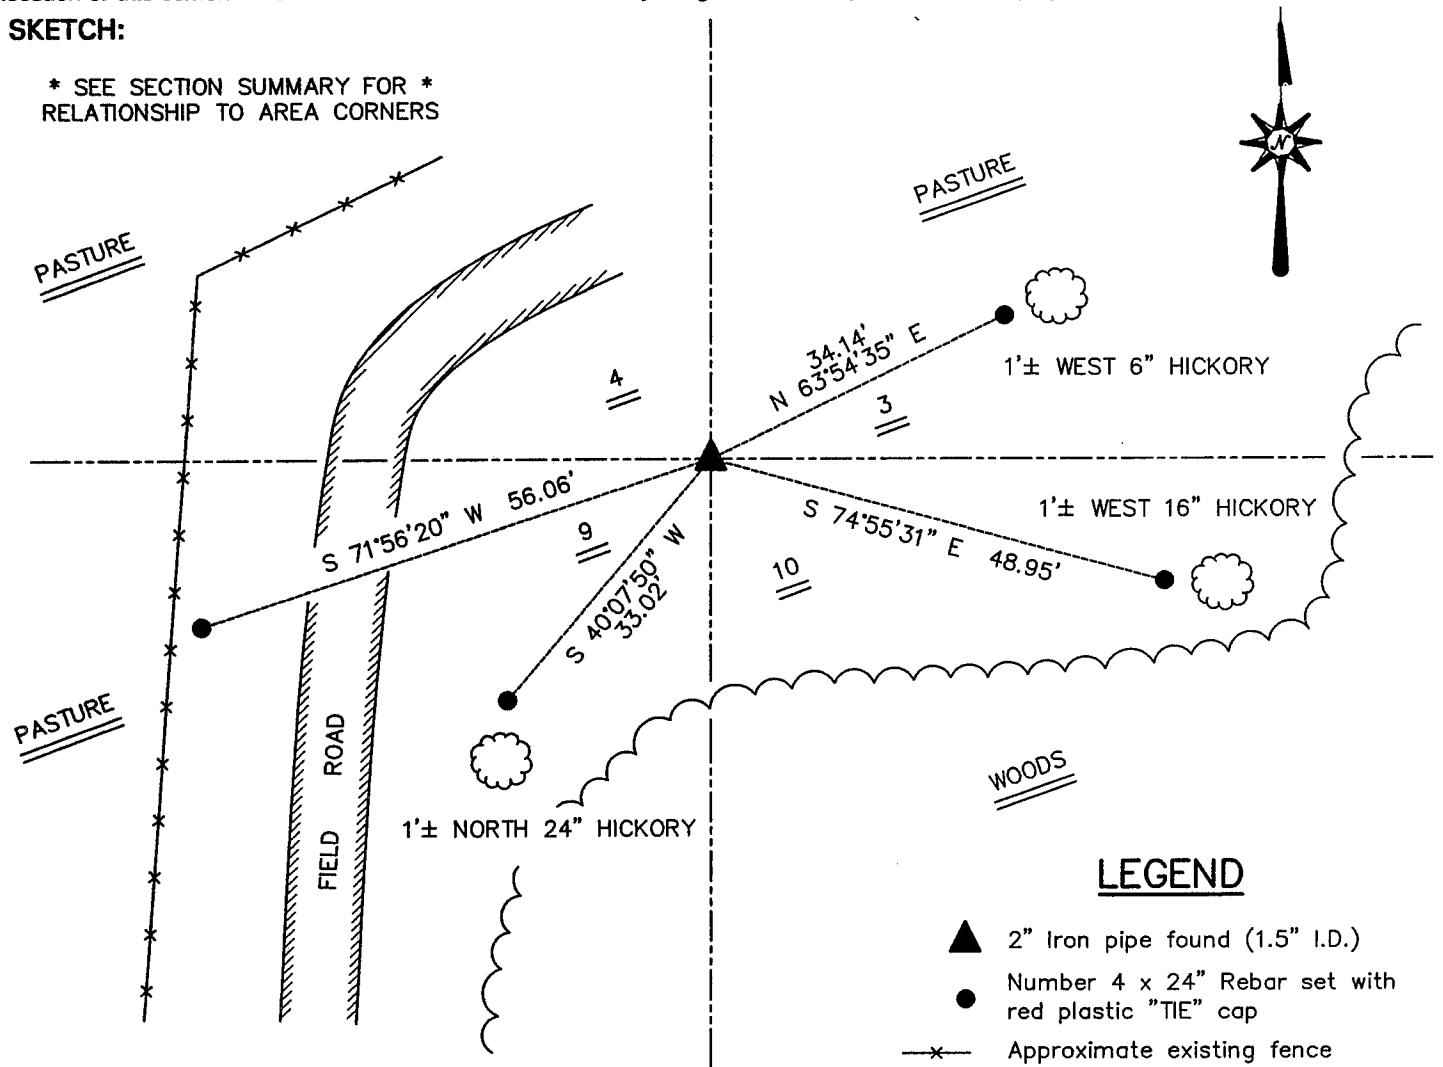 SKETCH:
* SEE SECTION SUMMARY FOR *
RELATIONSHIP TO AREA CORNERS
N
PASTURE
PASTURE
34.14'
N 63°54'35" E
1'± WEST 6" HICKORY
4
3
S 71°56'20" W 56.06'
9
S 40°07'50" W
33.02'
10
S 74°55'31" E 48.95'
1'± WEST 16" HICKORY
PASTURE
FIELD ROAD
1'± NORTH 24" HICKORY
WOODS
LEGEND
2" Iron pipe found (1.5" I.D.)
Number 4 x 24" Rebar set with
red plastic "TIE" cap
Approximate existing fence